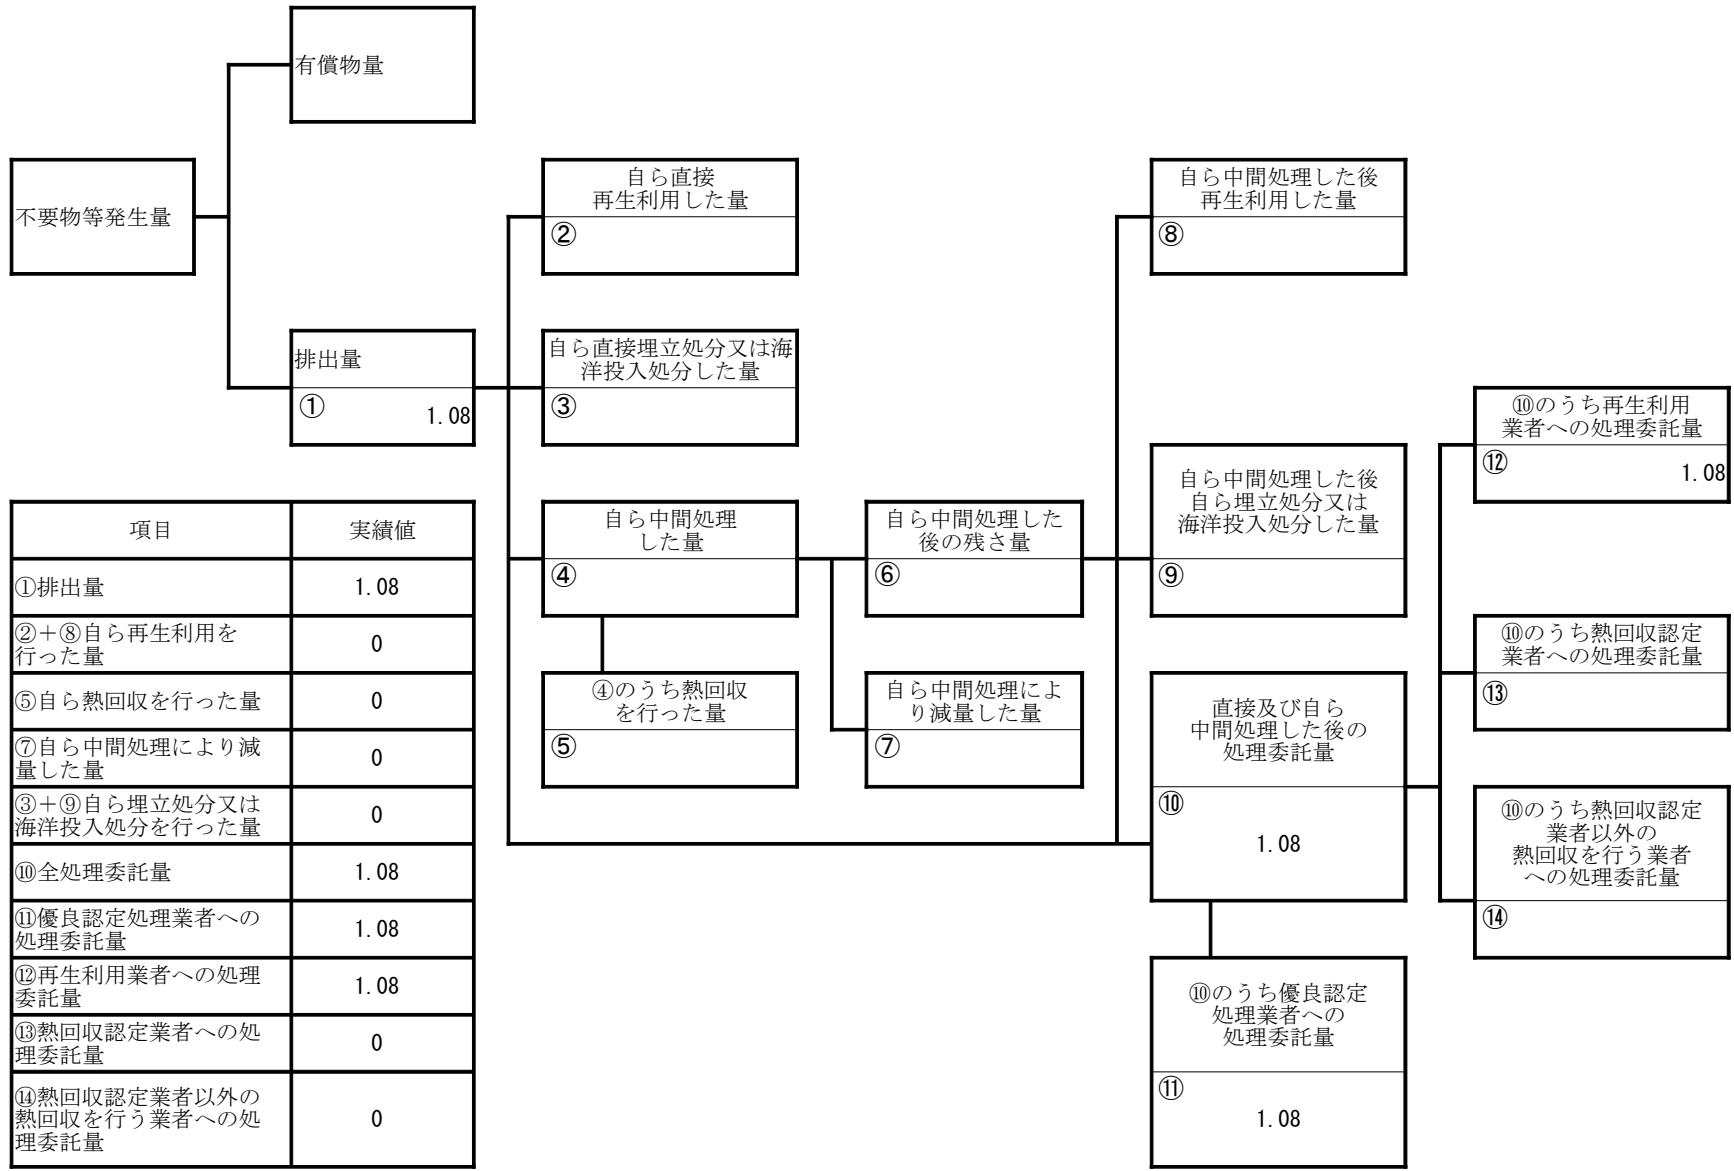 有償物量
不要物等発生量
自ら直接
再生利用した量
②
自ら中間処理した後
再生利用した量
⑧
排出量
① 1.08
自ら直接埋立処分又は海
洋投入処分した量
③
⑩のうち再生利用
業者への処理委託量
⑫ 1.08
自ら中間処理
した量
④
自ら中間処理した
後の残さ量
⑥
自ら中間処理した後
自ら埋立処分又は
海洋投入処分した量
⑨
⑩のうち熱回収認定
業者への処理委託量
⑬
④のうち熱回収
を行った量
⑤
自ら中間処理によ
り減量した量
⑦
直接及び自ら
中間処理した後の
処理委託量
⑩
1.08
⑩のうち熱回収認定
業者以外の
熱回収を行う業者
への処理委託量
⑭
⑩のうち優良認定
処理業者への
処理委託量
⑪
1.08
項目 実績値
①排出量 1.08
②＋⑧自ら再生利用を
行った量 0
⑤自ら熱回収を行った量 0
⑦自ら中間処理により減
量した量 0
③＋⑨自ら埋立処分又は
海洋投入処分を行った量 0
⑩全処理委託量 1.08
⑪優良認定処理業者への
処理委託量 1.08
⑫再生利用業者への処理
委託量 1.08
⑬熱回収認定業者への処
理委託量 0
⑭熱回収認定業者以外の
熱回収を行う業者への処
理委託量 0